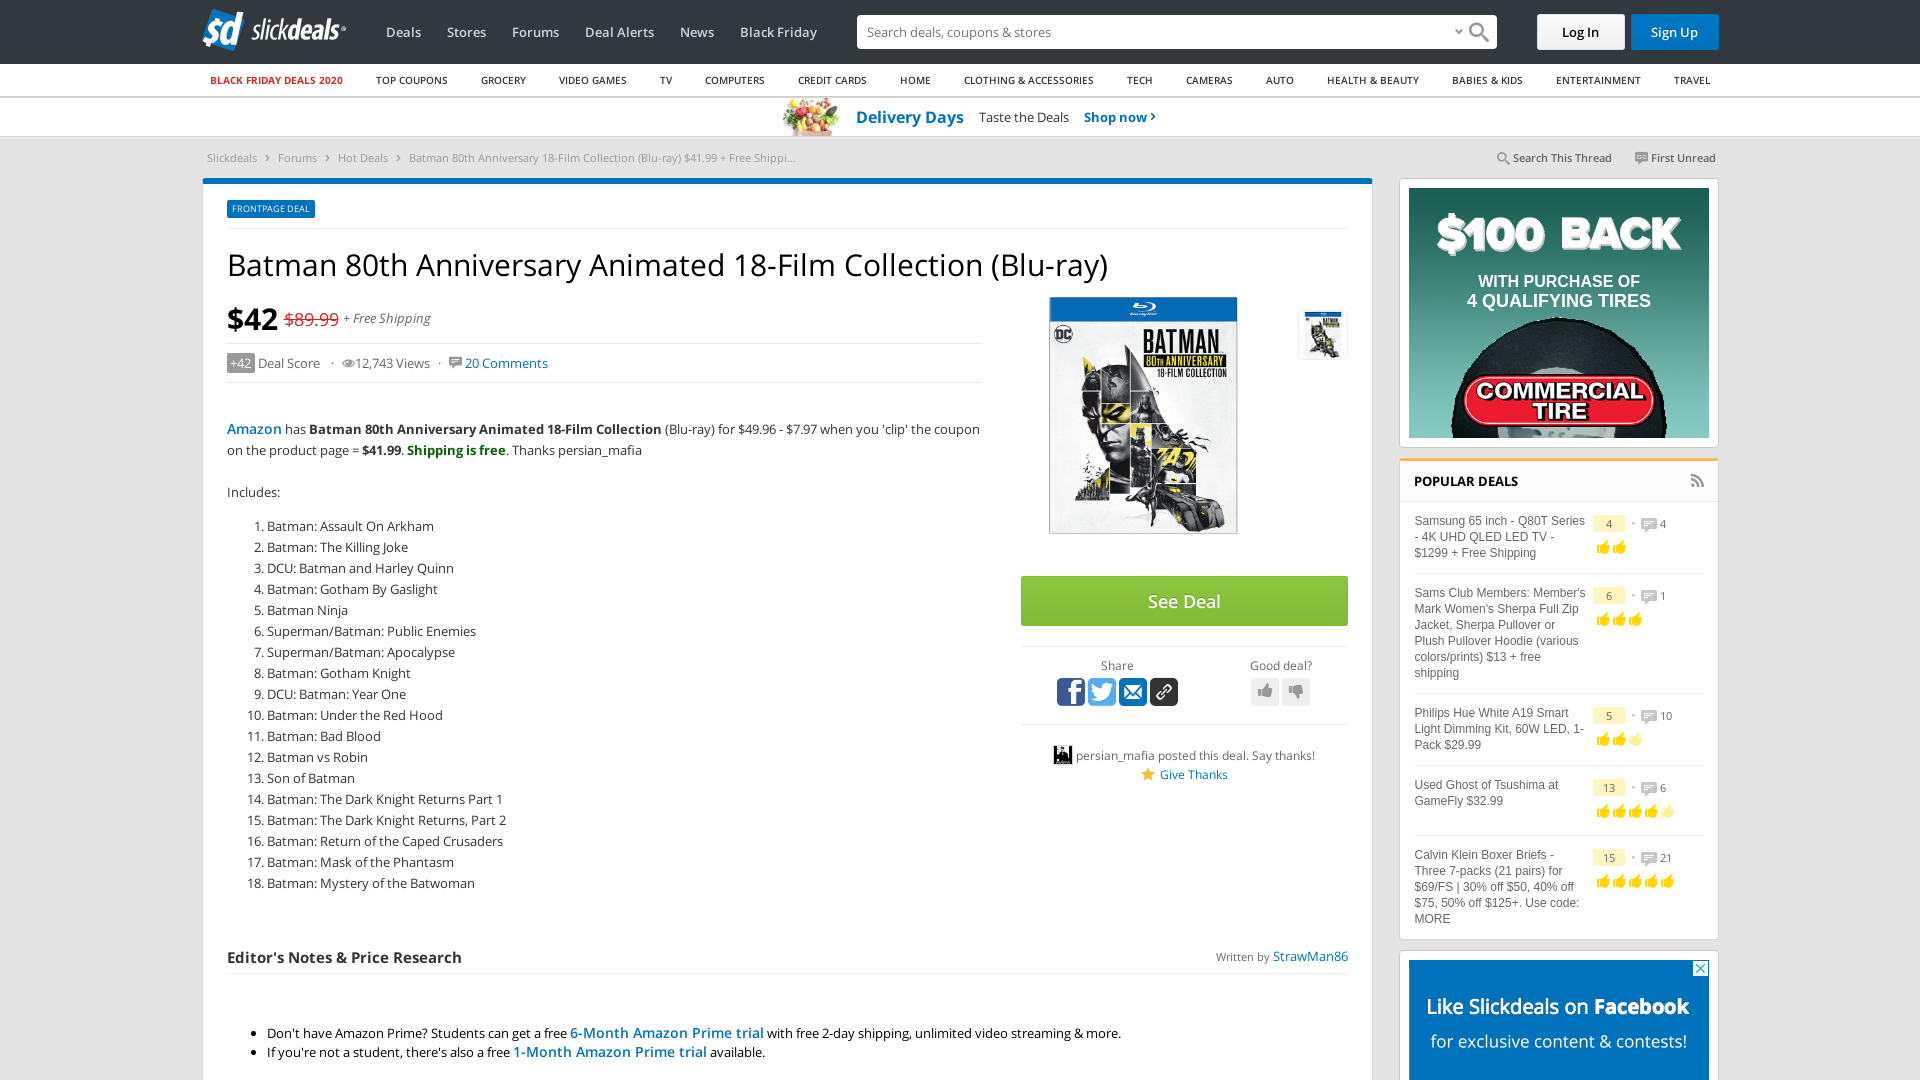 slickdeals
Deals Stores Forums Deal Alerts News Black Friday
Search deals, coupons & shopping
Log In
Sign Up
BLACK FRIDAY DEALS 2020 TOP COUPONS GROCERY VIDEO GAMES TV COMPUTERS CREDIT CARDS HOME CLOTHING & ACCESSORIES TECH CAMERAS AUTO HEALTH & BEAUTY BABIES & KIDS ENTERTAINMENT TRAVEL
Delivery Days Taste the Deals Shop now
Slickdeals Forums Hot Deals Batman 80th Anniversary 18-Film Collection (Blu-ray) $41.99 + Free Shippi...
Search This Thread First Unread
FRONTPAGE DEAL
Batman 80th Anniversary Animated 18-Film Collection (Blu-ray)
$42 $89.99 + Free Shipping
+42 Deal Score · 12,743 Views · 20 Comments
Amazon has Batman 80th Anniversary Animated 18-Film Collection (Blu-ray) for $49.96 - $7.97 when you 'clip' the coupon
on the product page = $41.99. Shipping is free. Thanks persian_mafia
Includes:
1. Batman: Assault On Arkham
2. Batman: The Killing Joke
3. DCU: Batman and Harley Quinn
4. Batman: Gotham By Gaslight
5. Batman Ninja
6. Superman/Batman: Public Enemies
7. Superman/Batman: Apocalypse
8. Batman: Gotham Knight
9. DCU: Batman: Year One
10. Batman: Under the Red Hood
11. Batman: Bad Blood
12. Batman vs Robin
13. Son of Batman
14. Batman: The Dark Knight Returns Part 1
15. Batman: The Dark Knight Returns, Part 2
16. Batman: Return of the Caped Crusaders
17. Batman: Mask of the Phantasm
18. Batman: Mystery of the Batwoman
DC
BATMAN
80TH ANNIVERSARY
18-FILM COLLECTION
See Deal
Share
Good deal?
persian_mafia posted this deal. Say thanks!
Give Thanks
Editor's Notes & Price Research
Written by StrawMan86
Don't have Amazon Prime? Students can get a free 6-Month Amazon Prime trial with free 2-day shipping, unlimited video streaming & more.
If you're not a student, there's also a free 1-Month Amazon Prime trial available.
$100 BACK
WITH PURCHASE OF
4 QUALIFYING TIRES
COMMERCIAL
TIRE
POPULAR DEALS
Samsung 65 inch - Q80T Series
- 4K UHD QLED LED TV -
$1299 + Free Shipping
4 • 4
Sams Club Members: Member's
Mark Women's Sherpa Full Zip
Jacket, Sherpa Pullover or
Plush Pullover Hoodie (various
colors/prints) $13 + free
shipping
6 • 1
Philips Hue White A19 Smart
Light Dimming Kit, 60W LED, 1-
Pack $29.99
5 • 10
Used Ghost of Tsushima at
GameFly $32.99
13 • 6
Calvin Klein Boxer Briefs -
Three 7-packs (21 pairs) for
$69/FS | 30% off $50, 40% off
$75, 50% off $125+. Use code:
MORE
15 • 21
Like Slickdeals on Facebook
for exclusive content & contests!